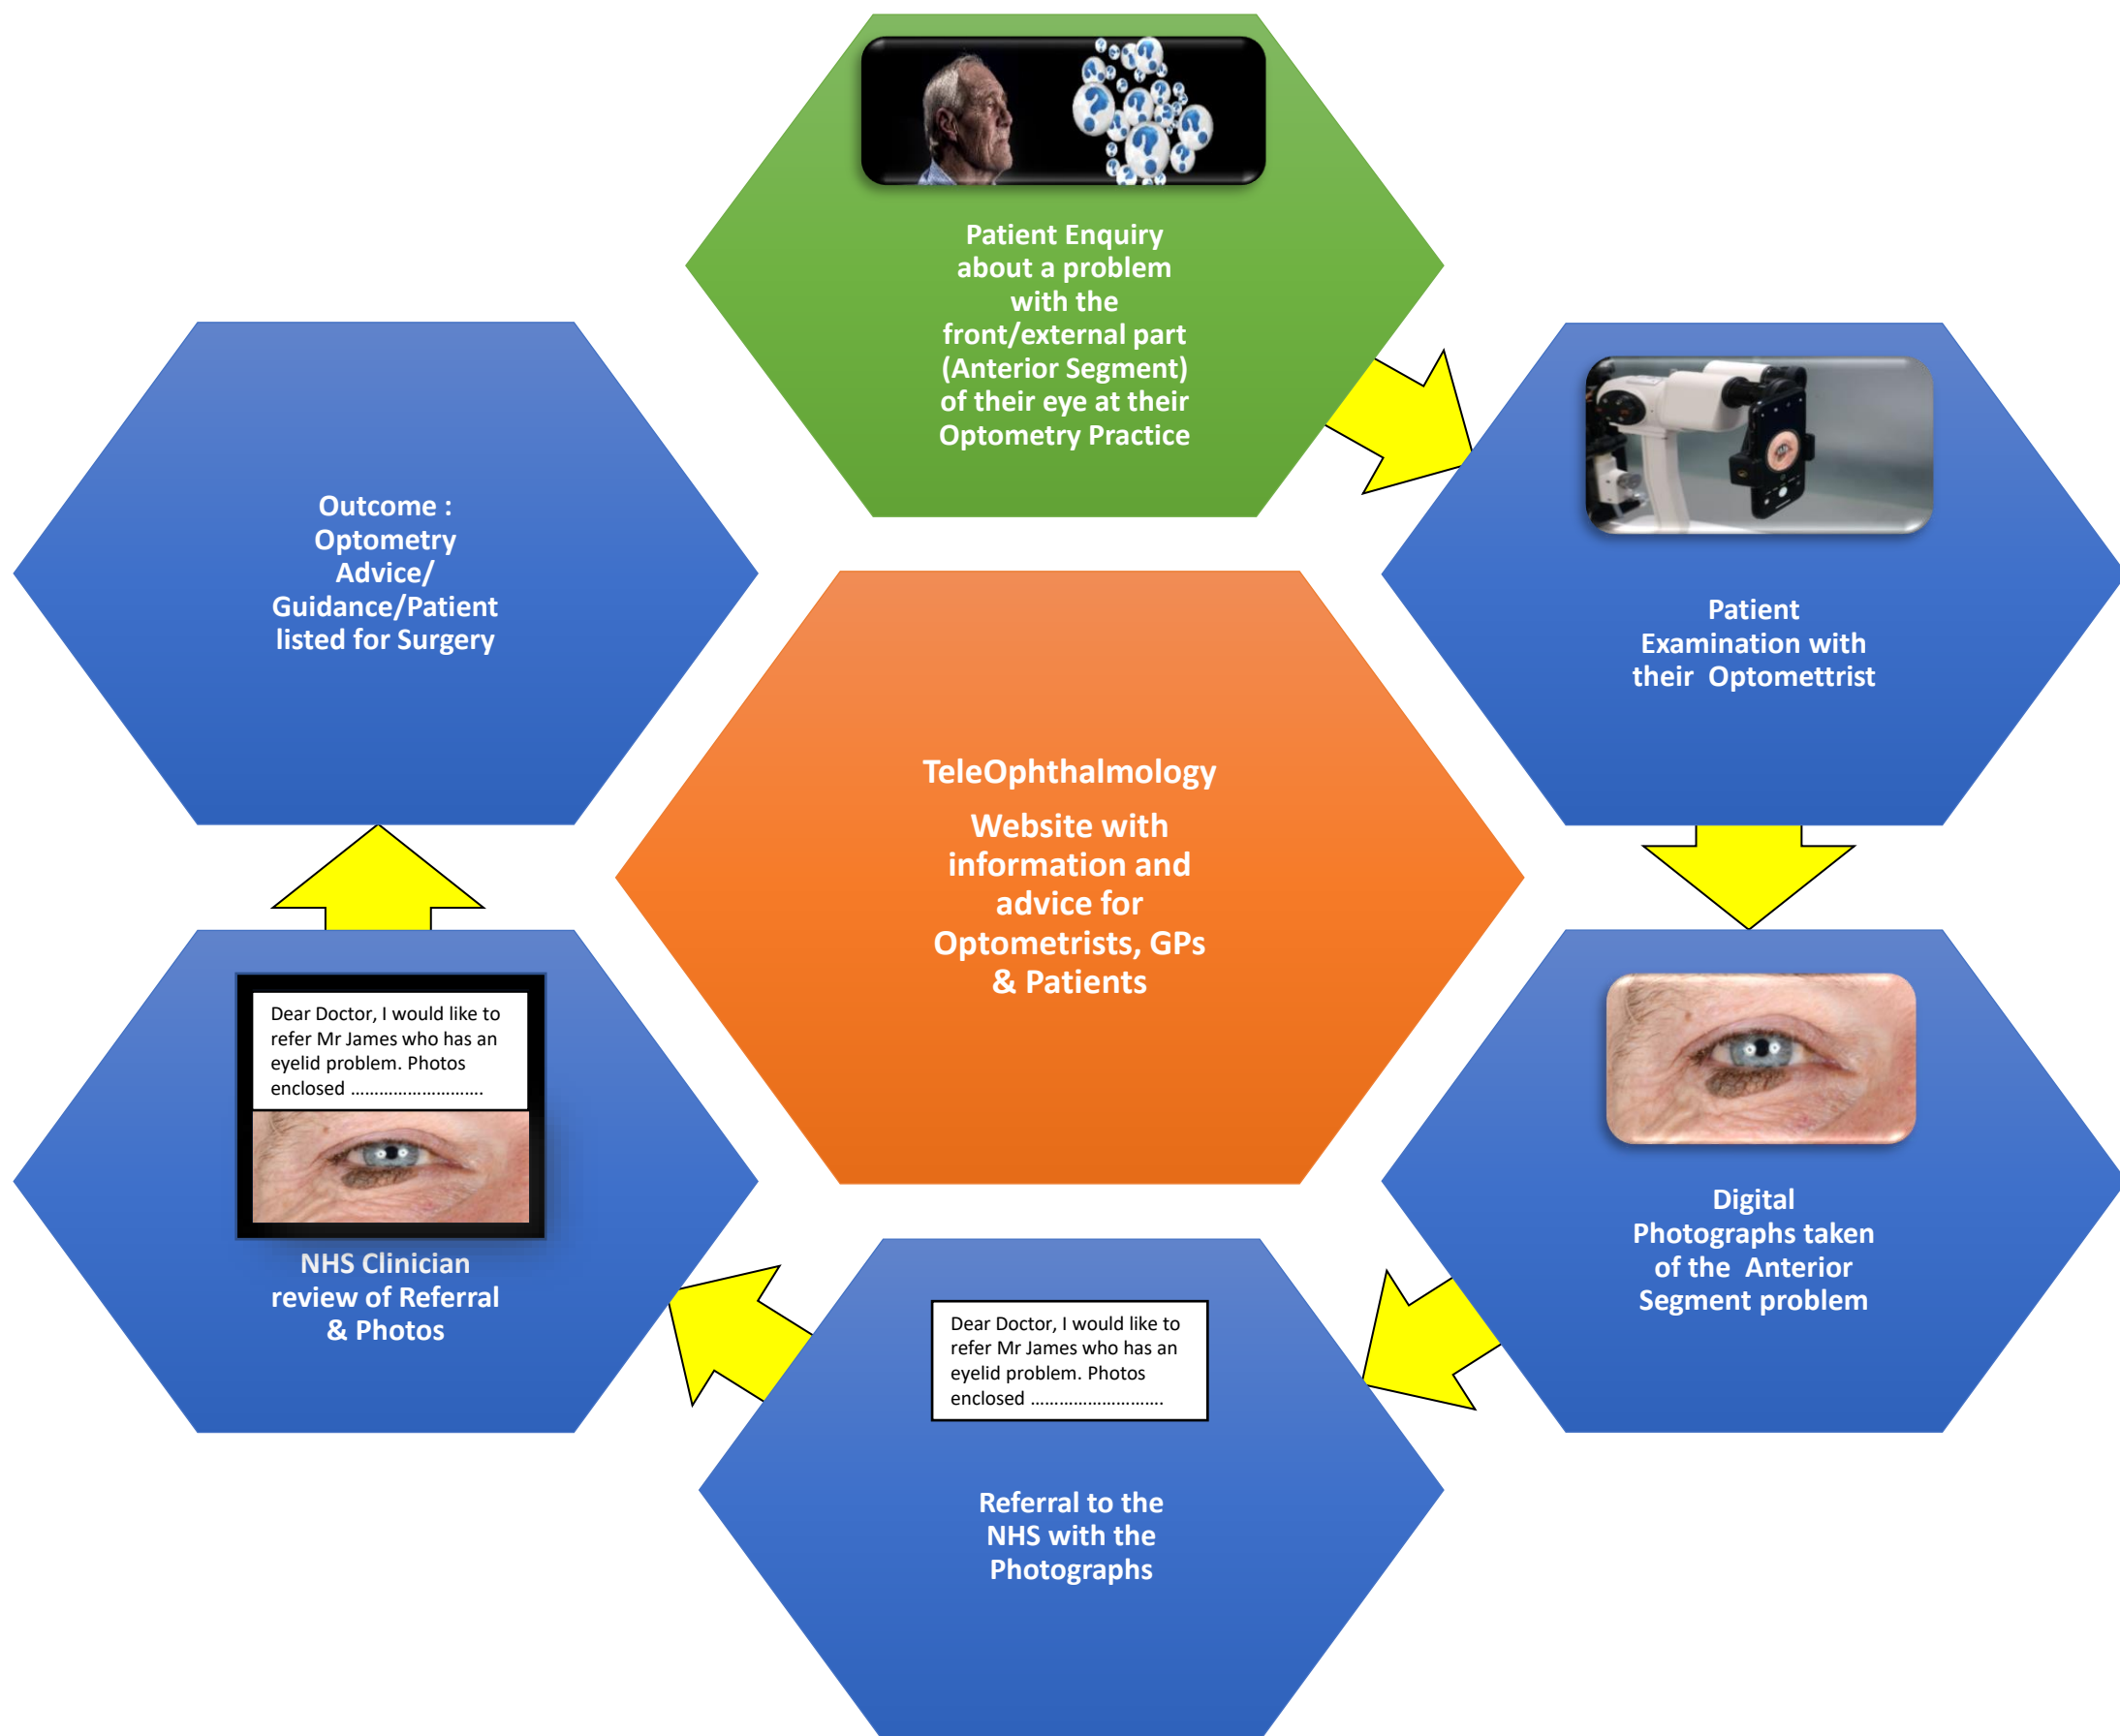 Patient Enquiry
about a problem
with the
front/external part
(Anterior Segment)
of their eye at their
Optometry Practice
Patient
Examination with
their  Optomettrist
Digital
Photographs taken
of the  Anterior
Segment problem
Dear Doctor, I would like to
refer Mr James who has an
eyelid problem. Photos
enclosed ……………………….
Referral to the
NHS with the
Photographs
Dear Doctor, I would like to
refer Mr James who has an
eyelid problem. Photos
enclosed ……………………….
NHS Clinician
review of Referral
& Photos
Outcome :
Optometry
Advice/
Guidance/Patient
listed for Surgery
TeleOphthalmology
Website with
information and
advice for
Optometrists, GPs
& Patients